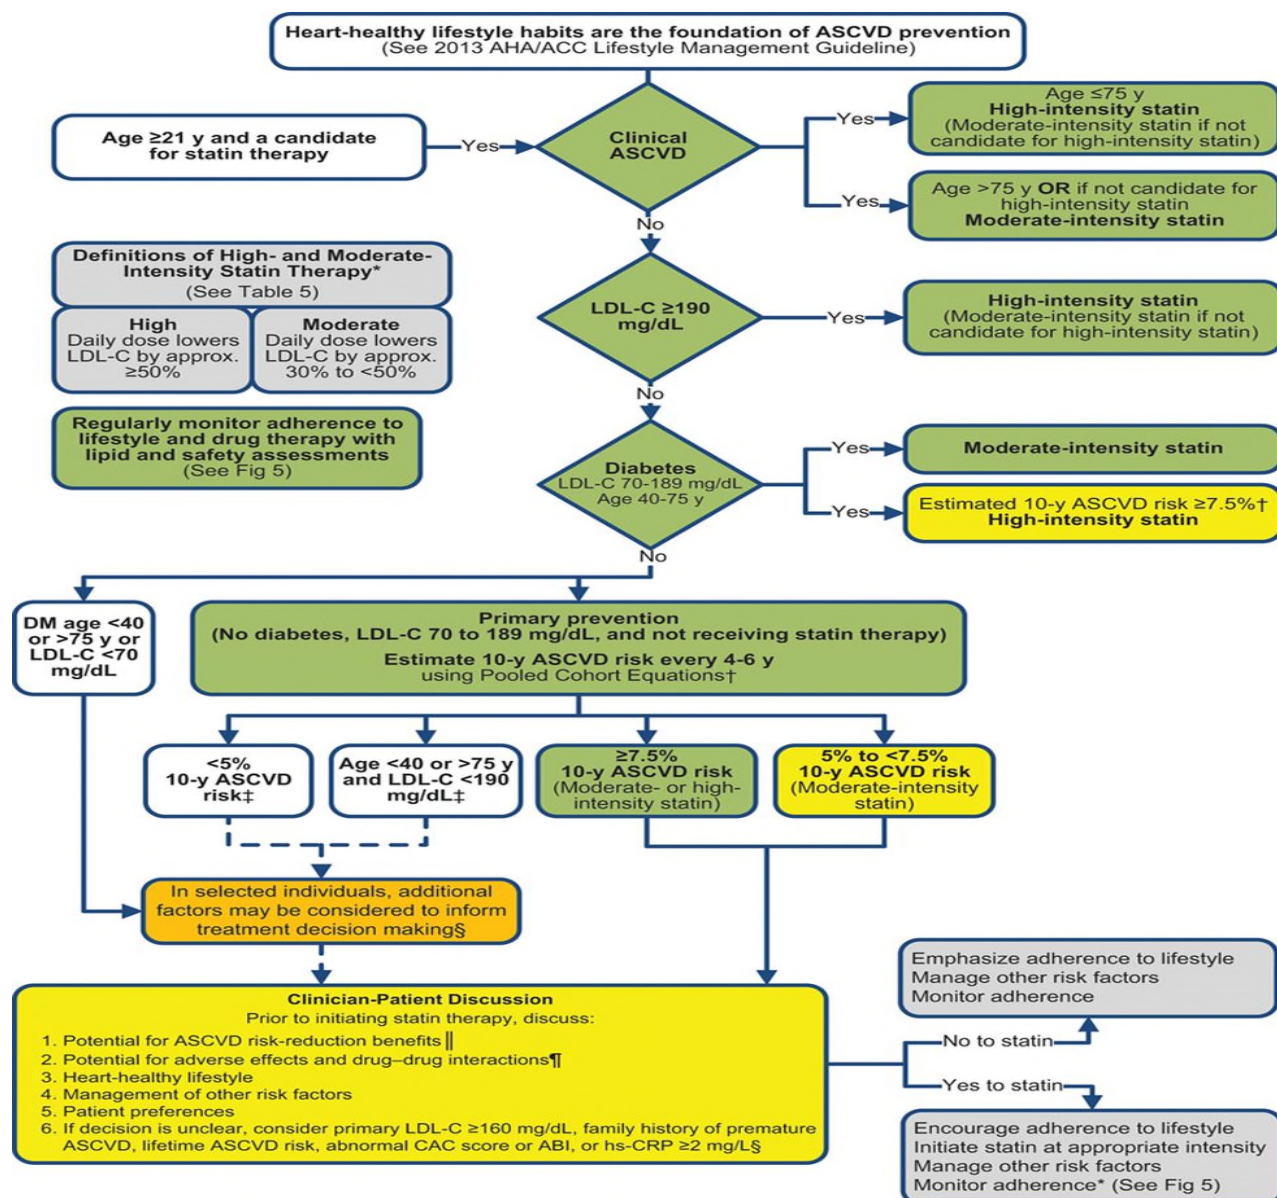 Heart-healthy lifestyle habits are the foundation of ASCVD prevention
(See 2013 AHA/ACC Lifestyle Management Guideline)
Age ≥21 y and a candidate
for statin therapy
Yes
Clinical
ASCVD
Yes
Age ≤75 y
High-intensity statin
(Moderate-intensity statin if not
candidate for high-intensity statin)
Yes
Age >75 y OR if not candidate for
high-intensity statin
Moderate-intensity statin
No
Definitions of High- and Moderate-
Intensity Statin Therapy*
(See Table 5)
High
Daily dose lowers
LDL-C by approx.
≥50%
Moderate
Daily dose lowers
LDL-C by approx.
30% to <50%
Regularly monitor adherence to
lifestyle and drug therapy with
lipid and safety assessments
(See Fig 5)
LDL-C ≥190
mg/dL
Yes
High-intensity statin
(Moderate-intensity statin if not
candidate for high-intensity statin)
No
Diabetes
LDL-C 70-189 mg/dL
Age 40-75 y
Yes
Moderate-intensity statin
Yes
Estimated 10-y ASCVD risk ≥7.5%†
High-intensity statin
No
DM age <40
or >75 y or
LDL-C <70
mg/dL
Primary prevention
(No diabetes, LDL-C 70 to 189 mg/dL, and not receiving statin therapy)
Estimate 10-y ASCVD risk every 4-6 y
using Pooled Cohort Equations†
<5%
10-y ASCVD
risk‡
Age <40 or >75 y
and LDL-C <190
mg/dL‡
≥7.5%
10-y ASCVD risk
(Moderate- or high-
intensity statin)
5% to <7.5%
10-y ASCVD risk
(Moderate-intensity
statin)
In selected individuals, additional
factors may be considered to inform
treatment decision making§
Clinician-Patient Discussion
Prior to initiating statin therapy, discuss:
1. Potential for ASCVD risk-reduction benefits‖
2. Potential for adverse effects and drug–drug interactions¶
3. Heart-healthy lifestyle
4. Management of other risk factors
5. Patient preferences
6. If decision is unclear, consider primary LDL-C ≥160 mg/dL, family history of premature
ASCVD, lifetime ASCVD risk, abnormal CAC score or ABI, or hs-CRP ≥2 mg/L§
No to statin
Emphasize adherence to lifestyle
Manage other risk factors
Monitor adherence
Yes to statin
Encourage adherence to lifestyle
Initiate statin at appropriate intensity
Manage other risk factors
Monitor adherence* (See Fig 5)